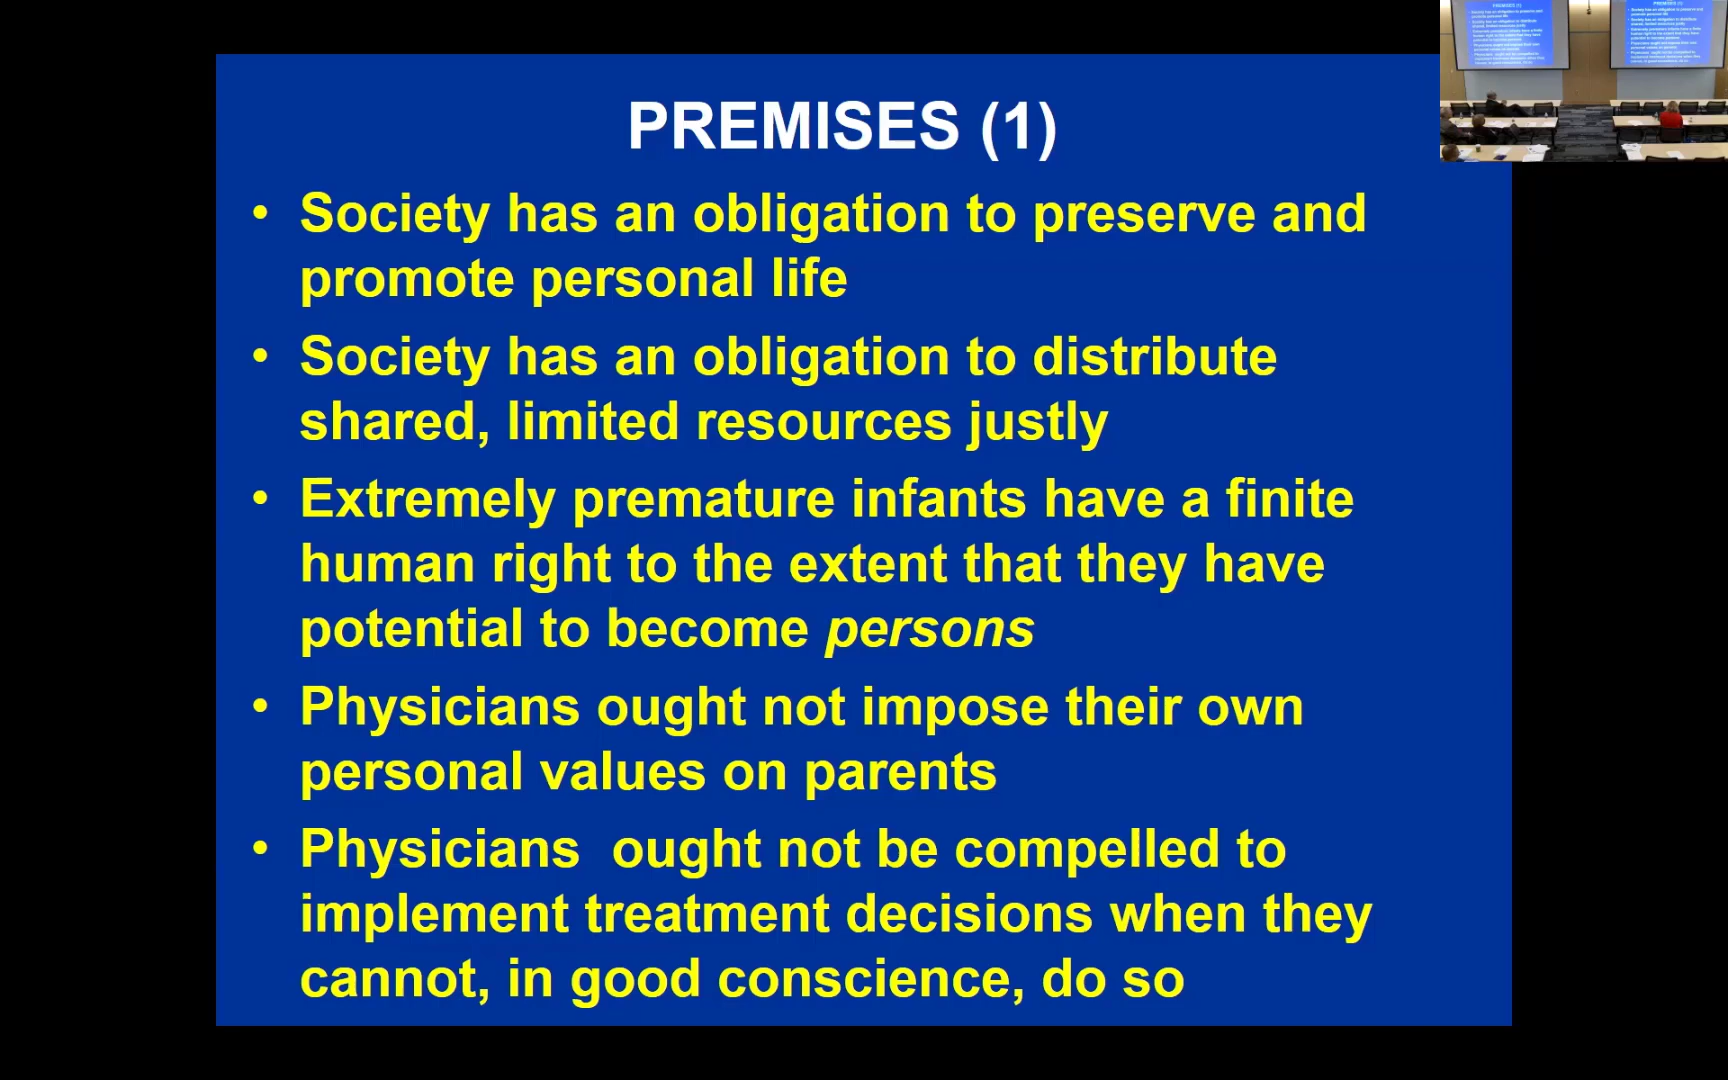 PREMISES (1)
• Society has an obligation to preserve and
promote personal life
• Society has an obligation to distribute
shared, limited resources justly
• Extremely premature infants have a finite
human right to the extent that they have
potential to become persons
• Physicians ought not impose their own
personal values on parents
• Physicians  ought not be compelled to
implement treatment decisions when they
cannot, in good conscience, do so